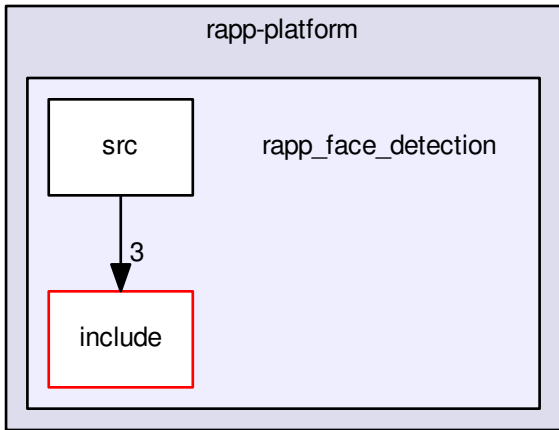 rapp-platform
src
rapp_face_detection
3
include